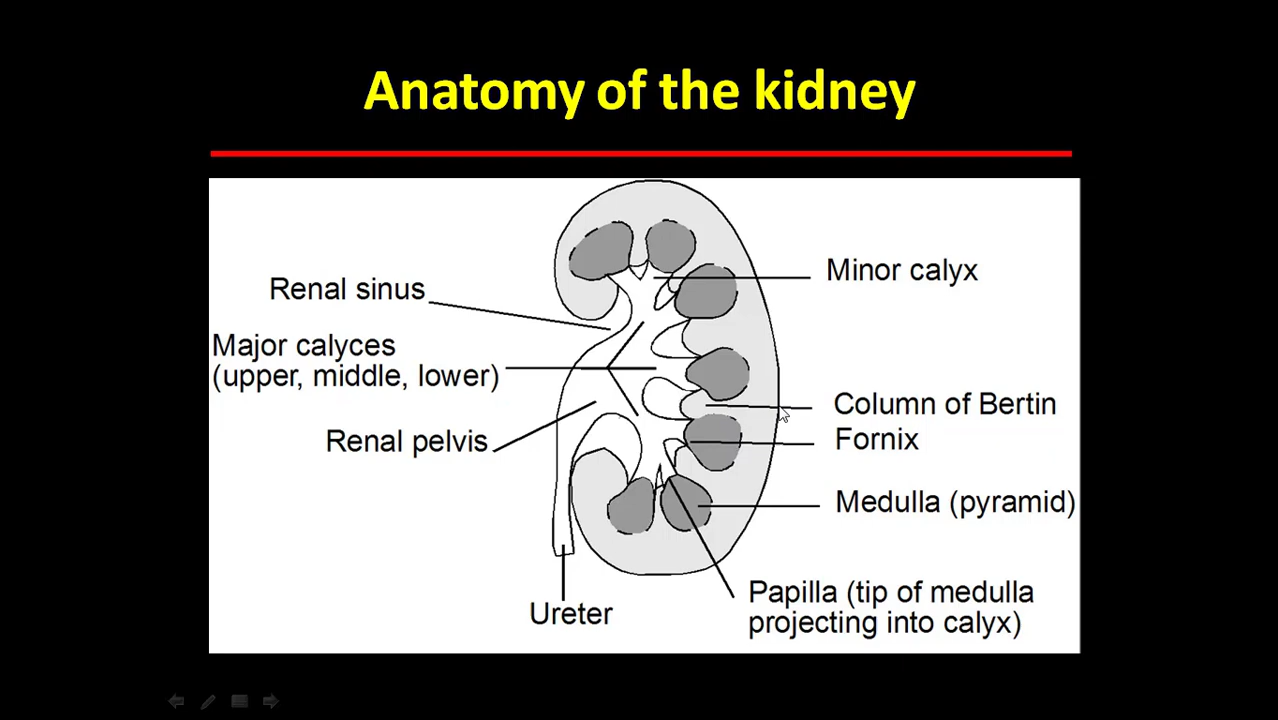 Anatomy of the kidney
Renal sinus
Major calyces
(upper, middle, lower)
Renal pelvis
Ureter
Minor calyx
Column of Bertin
Fornix
Medulla (pyramid)
Papilla (tip of medulla
projecting into calyx)